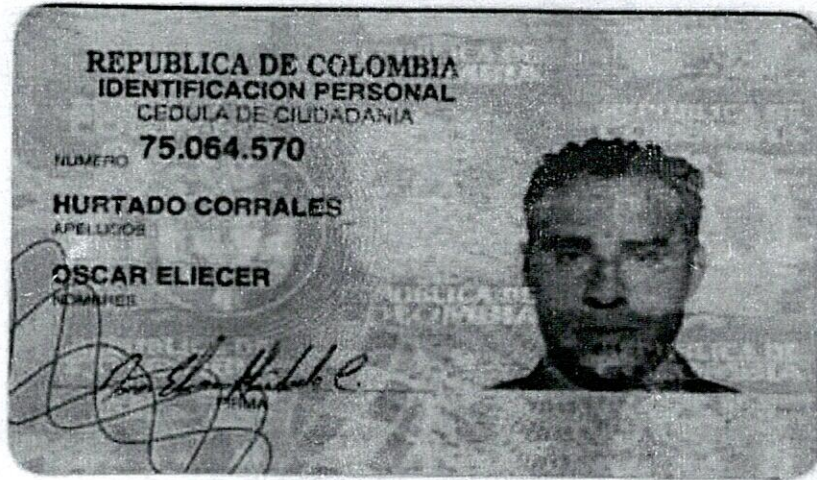 REPUBLICA DE COLOMBIA
IDENTIFICACION PERSONAL
CEDULA DE CIUDADANIA
NUMERO 75.064.570
HURTADO CORRALES
APELLIDOS
OSCAR ELIECER
NOMBRES
FIRMA